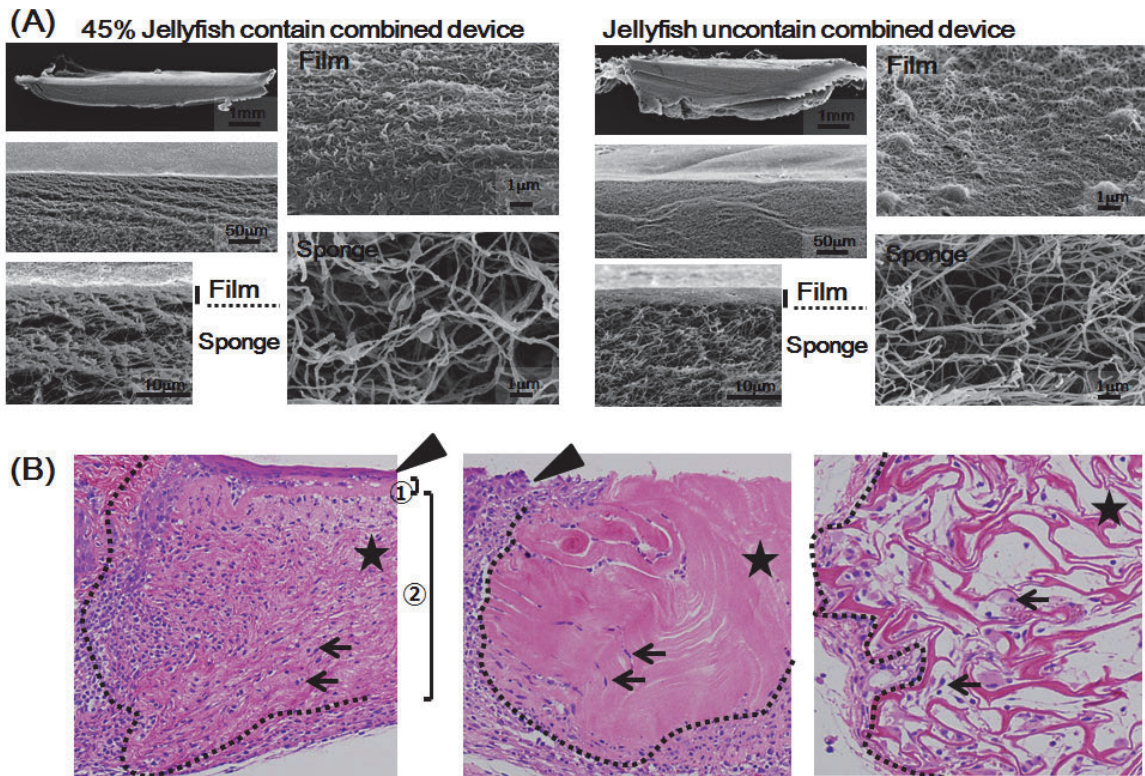 (A)
45% Jellyfish contain combined device
Jellyfish uncontain combined device
1mm
Film
1μm
50μm
Sponge
1μm
10μm
Film
Sponge
1mm
Film
1μm
50μm
Sponge
1μm
10μm
Film
Sponge
(B)
①
②